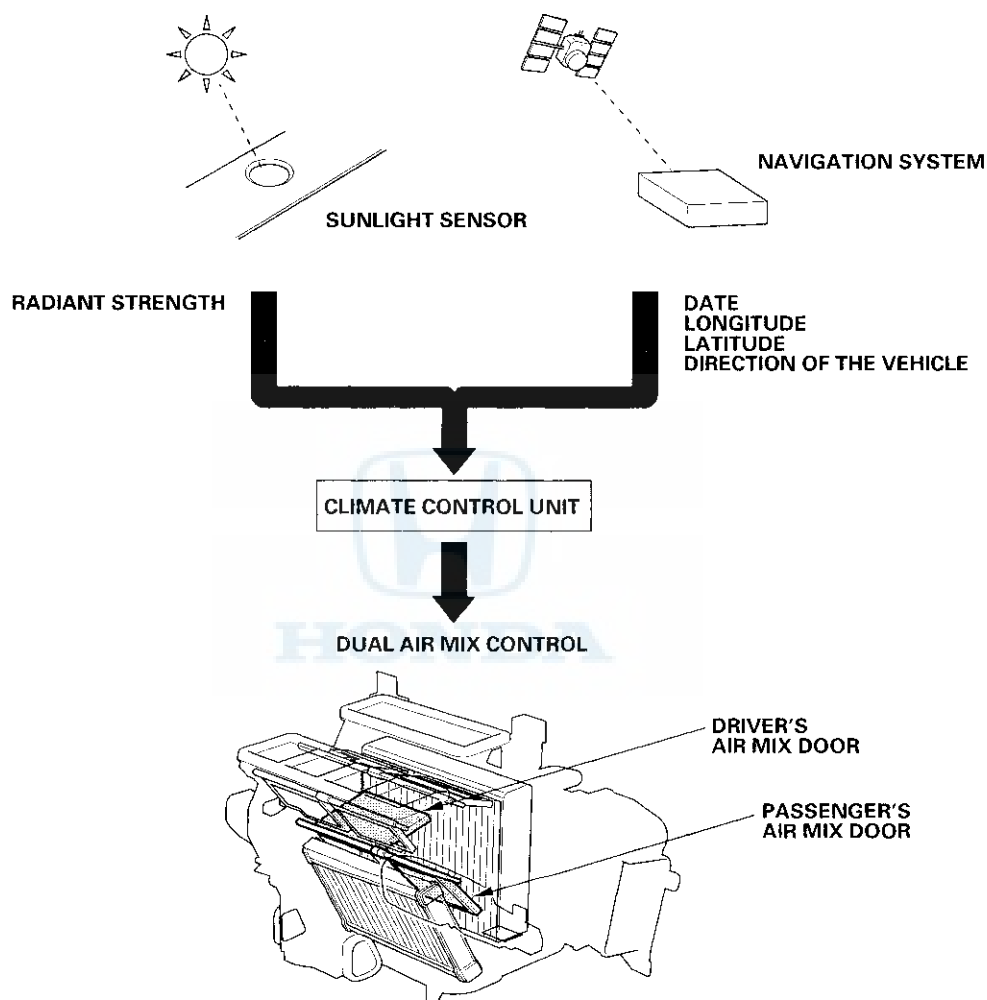 NAVIGATION SYSTEM
SUNLIGHT SENSOR
RADIANT STRENGTH
DATE
LONGITUDE
LATITUDE
DIRECTION OF THE VEHICLE
CLIMATE CONTROL UNIT
HONDA
DUAL AIR MIX CONTROL
DRIVER'S
AIR MIX DOOR
PASSENGER'S
AIR MIX DOOR